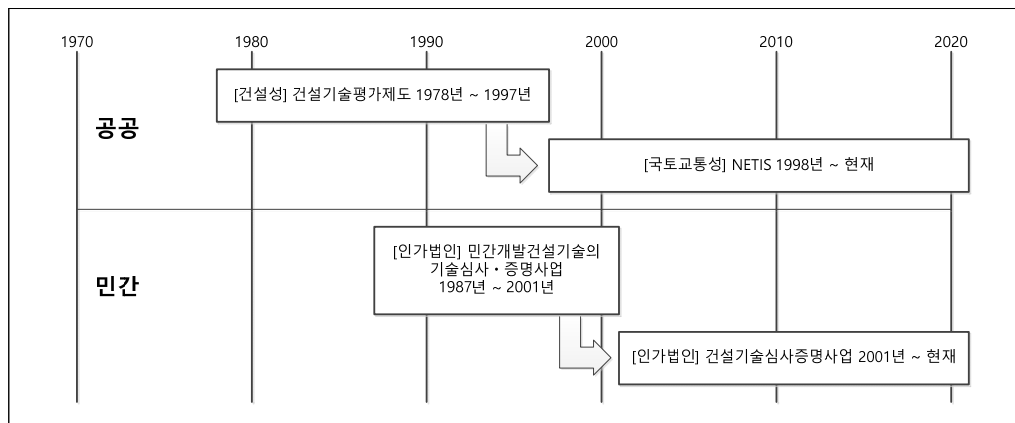 1970 1980 1990 2000 2010 2020
[건설성] 건설기술평가제도 1978년 ~ 1997년
공공
[국토교통성] NETIS 1998년 ~ 현재
[인가법인] 민간개발건설기술의
기술심사・증명사업
1987년 ~ 2001년
민간
[인가법인] 건설기술심사증명사업 2001년 ~ 현재